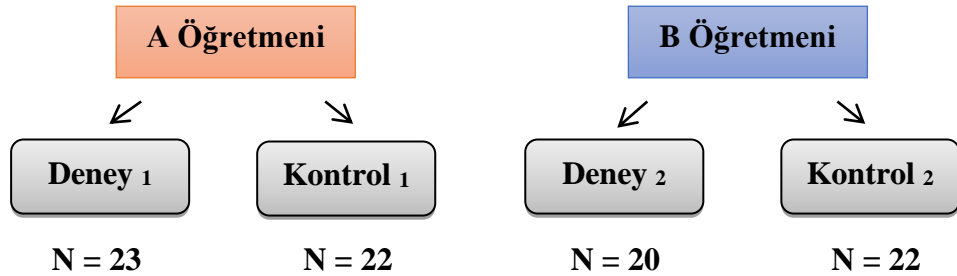 A Öğretmeni B Öğretmeni
Deney 1 Kontrol 1 Deney 2 Kontrol 2
N = 23 N = 22 N = 20 N = 22